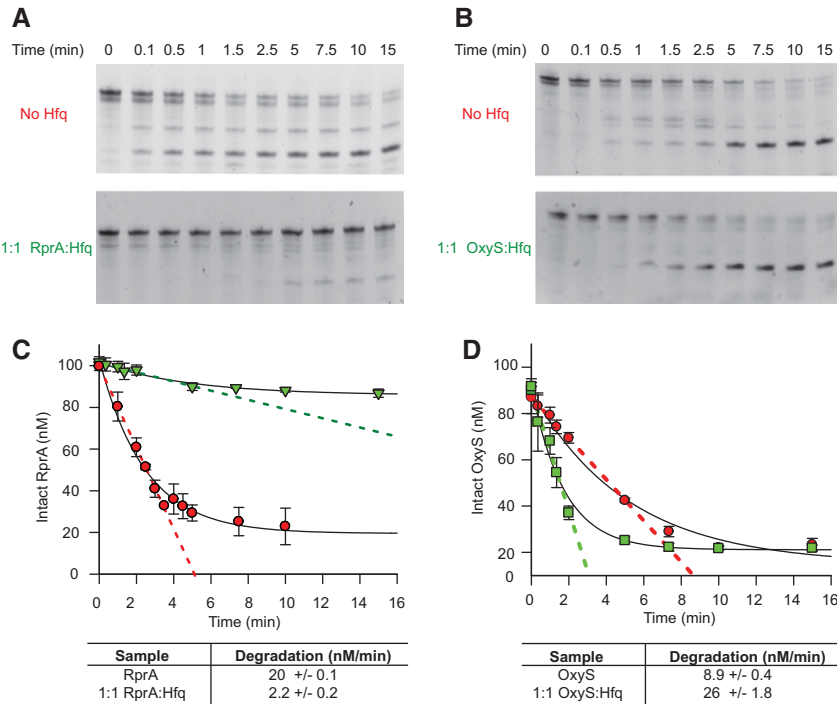 A
Time (min) 0 0.1 0.5 1 1.5 2.5 5 7.5 10 15
No Hfq
1:1 RprA:Hfq
B
Time (min) 0 0.1 0.5 1 1.5 2.5 5 7.5 10 15
No Hfq
1:1 OxyS:Hfq
C
Intact RprA (nM)
100
80
60
40
20
0
0 2 4 6 8 10 12 14 16
Time (min)
Sample Degradation (nM/min)
RprA 20 +/- 0.1
1:1 RprA:Hfq 2.2 +/- 0.2
D
Intact OxyS (nM)
100
80
60
40
20
0
0 2 4 6 8 10 12 14 16
Time (min)
Sample Degradation (nM/min)
OxyS 8.9 +/- 0.4
1:1 OxyS:Hfq 26 +/- 1.8